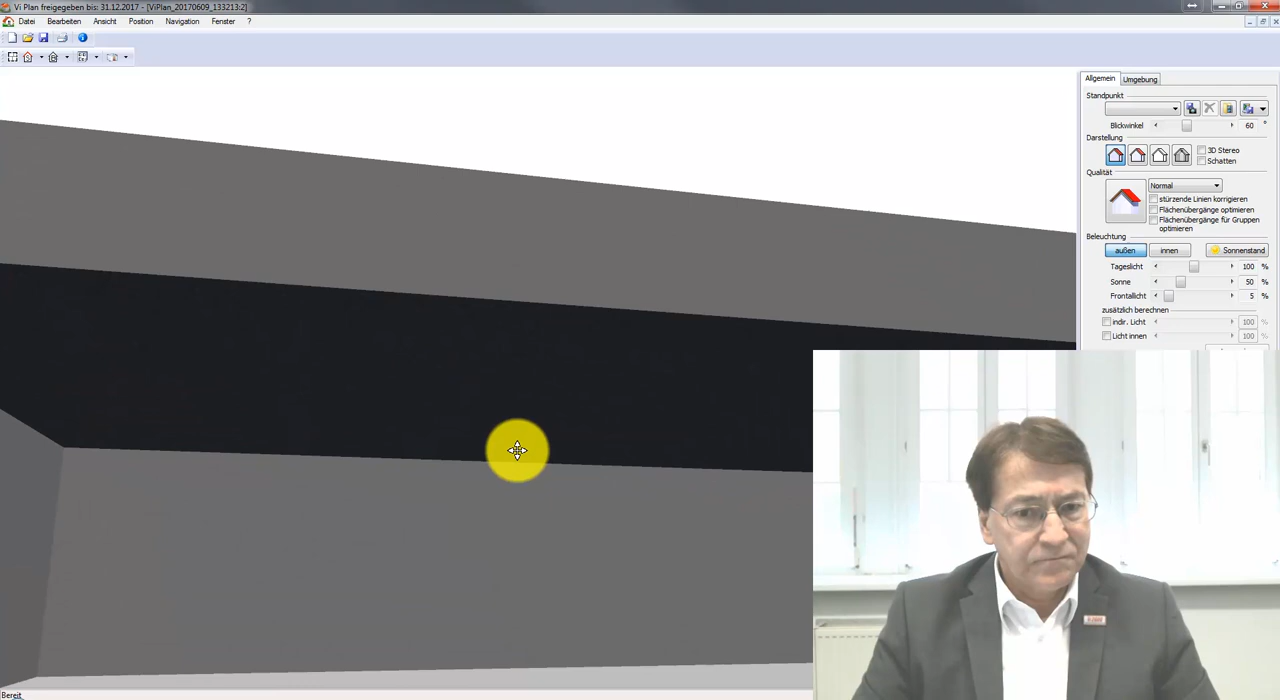 Vi Plan freigegeben bis: 31.12.2017 - [ViPlan_20170609_133213:2]
Datei Bearbeiten Ansicht Position Navigation Fenster ?
Allgemein Umgebung
Standpunkt
Blickwinkel 60 °
Darstellung
3D Stereo
Schatten
Qualität
Normal
stürzende Linien korrigieren
Flächenübergänge optimieren
Flächenübergänge für Gruppen
optimieren
Beleuchtung
außen innen Sonnenstand
Tageslicht 100 %
Sonne 50 %
Frontallicht 5 %
zusätzlich berechnen
indir. Licht 100 %
Licht innen 100 %
Bereit